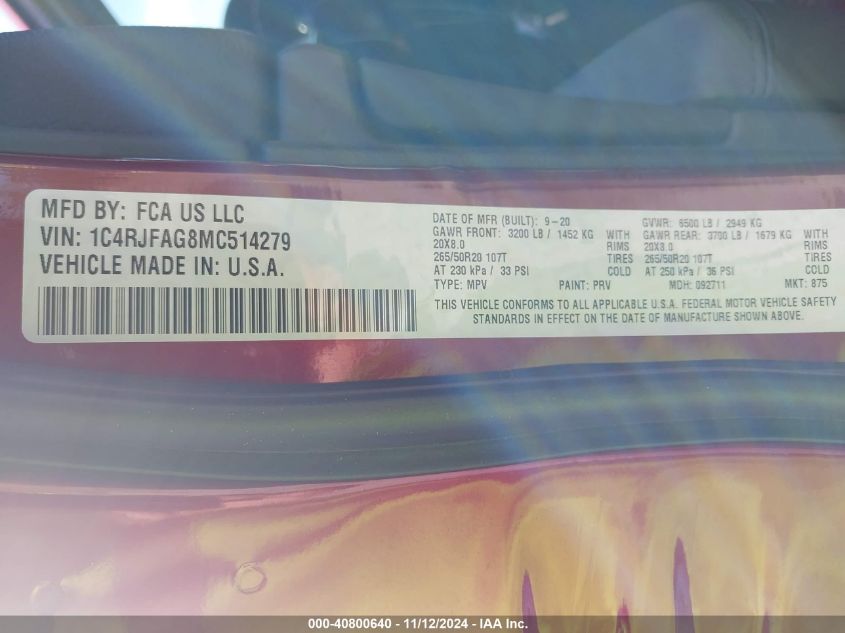 MFD BY: FCA US LLC
VIN: 1C4RJFAG8MC514279
VEHICLE MADE IN: U.S.A.
DATE OF MFR (BUILT): 9-20 GVWR: 6500 LB / 2949 KG
GAWR FRONT: 3200 LB / 1452 KG WITH GAWR REAR: 3700 LB / 1679 KG WITH
20X8.0 RIMS 20X8.0 RIMS
265/50R20 107T TIRES 265/50R20 107T TIRES
AT 230 kPa / 33 PSI COLD AT 250 kPa / 36 PSI COLD
TYPE: MPV PAINT: PRV MDH: 092711 MKT: 875
THIS VEHICLE CONFORMS TO ALL APPLICABLE U.S.A. FEDERAL MOTOR VEHICLE SAFETY
STANDARDS IN EFFECT ON THE DATE OF MANUFACTURE SHOWN ABOVE.
000-40800640 - 11/12/2024 - IAA Inc.